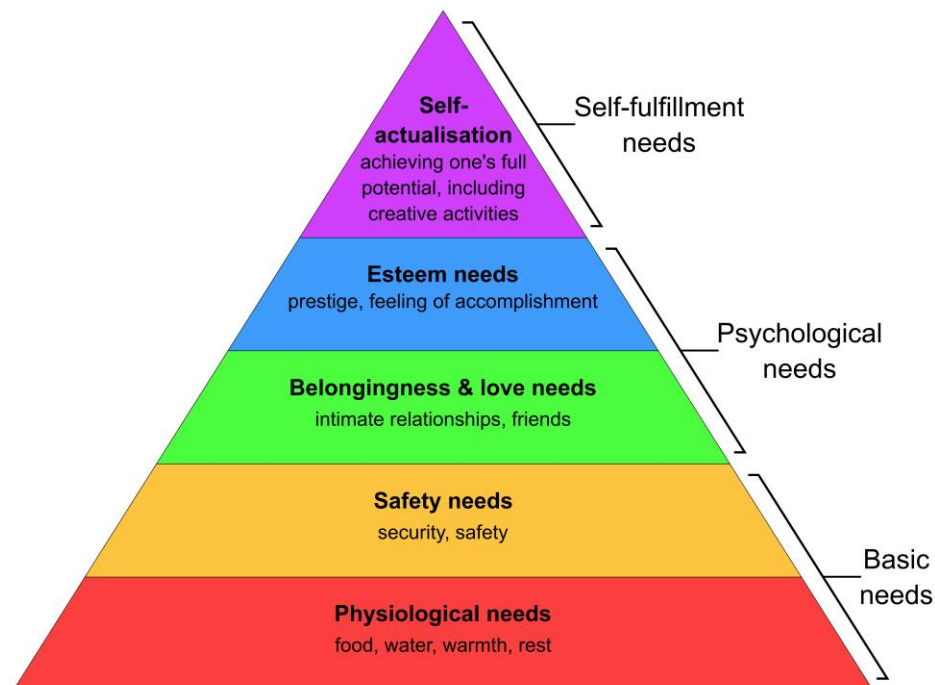 Self-
actualisation
achieving one's full
potential, including
creative activities
Self-fulfillment
needs
Esteem needs
prestige, feeling of accomplishment
Psychological
needs
Belongingness & love needs
intimate relationships, friends
Safety needs
security, safety
Basic
needs
Physiological needs
food, water, warmth, rest